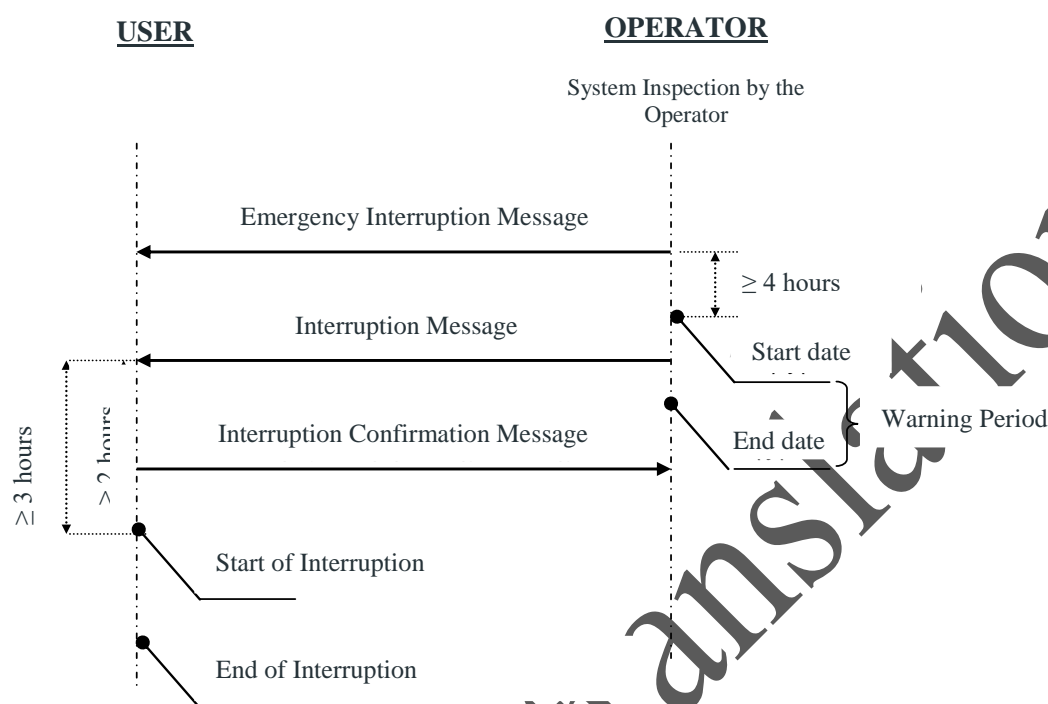 USER
OPERATOR
System Inspection by the
Operator
Emergency Interruption Message
≥ 4 hours
Interruption Message
Start date
Warning Period
Interruption Confirmation Message
End date
≥ 3 hours
Start of Interruption
End of Interruption